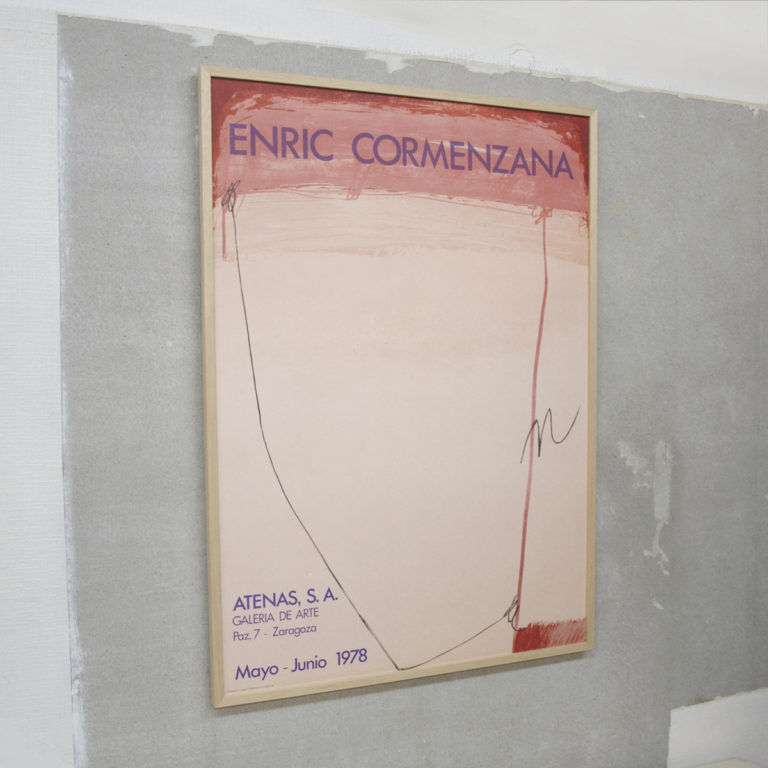 ENRIC CORMENZANA
ATENAS, S. A.
GALERIA DE ARTE
Paz, 7 - Zaragoza
Mayo - Junio 1978